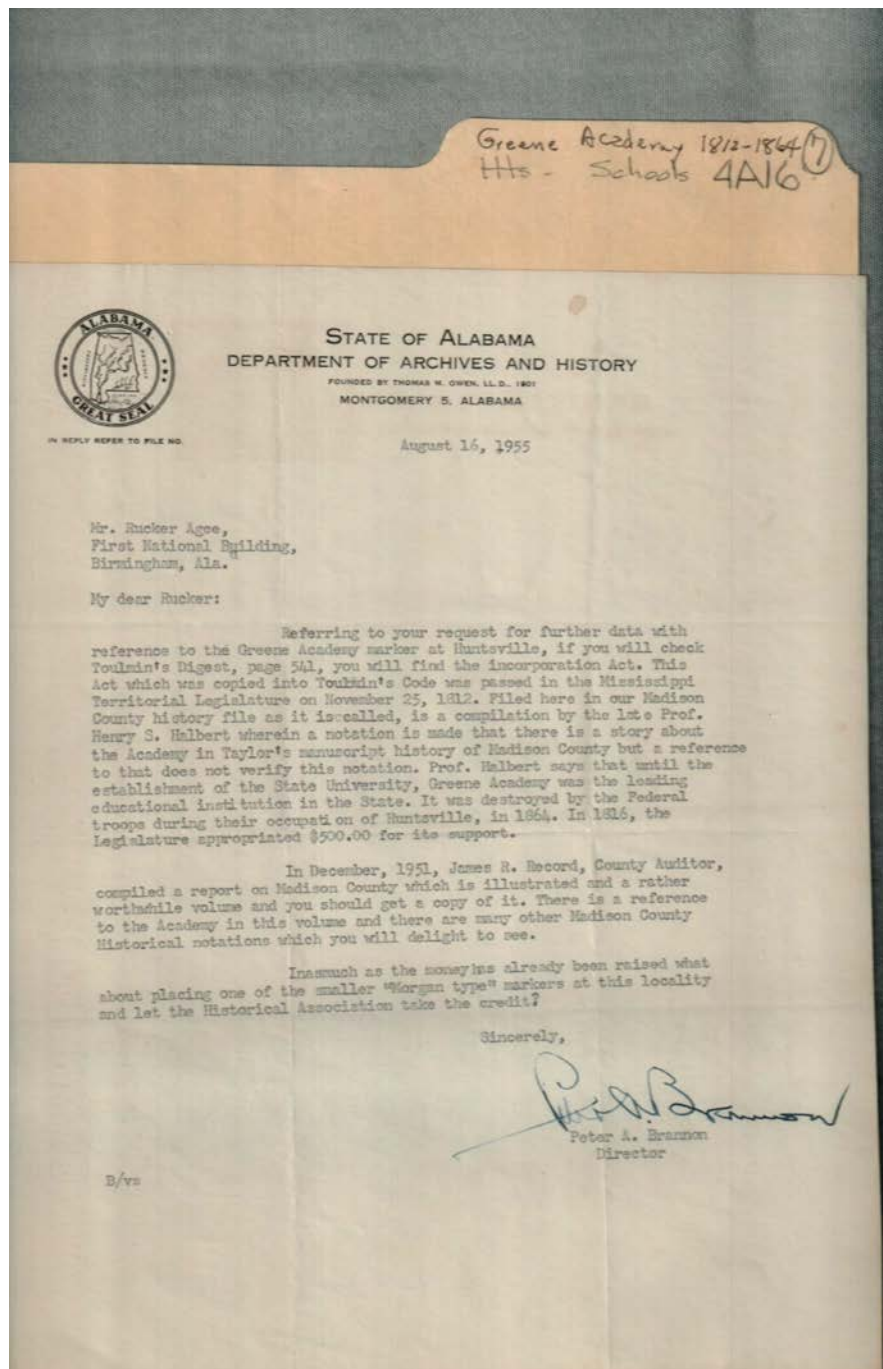 Greene Academy 1812-1864 (7)
Hts - Schools 4A16
ALABAMA
GREAT SEAL
IN REPLY REFER TO FILE NO.
STATE OF ALABAMA
DEPARTMENT OF ARCHIVES AND HISTORY
FOUNDED BY THOMAS M. OWEN, LL.D., 1901
MONTGOMERY 5, ALABAMA
August 16, 1955
Mr. Rucker Agee,
First National Building,
Birmingham, Ala.
My dear Rucker:
Referring to your request for further data with
reference to the Greene Academy marker at Huntsville, if you will check
Toulmin's Digest, page 541, you will find the incorporation Act. This
Act which was copied into Toulmin's Code was passed in the Mississippi
Territorial Legislature on November 25, 1812. Filed here in our Madison
County history file as it is called, is a compilation by the late Prof.
Henry S. Halbert wherein a notation is made that there is a story about
the Academy in Taylor's manuscript history of Madison County but a reference
to that does not verify this notation. Prof. Halbert says that until the
establishment of the State University, Greene Academy was the leading
educational institution in the State. It was destroyed by the Federal
troops during their occupation of Huntsville, in 1864. In 1816, the
Legislature appropriated $500.00 for its support.
In December, 1951, James R. Record, County Auditor,
compiled a report on Madison County which is illustrated and a rather
worthwhile volume and you should get a copy of it. There is a reference
to the Academy in this volume and there are many other Madison County
Historical notations which you will delight to see.
Inasmuch as the money has already been raised what
about placing one of the smaller "Morgan type" markers at this locality
and let the Historical Association take the credit?
Sincerely,
Peter A. Brannon
Peter A. Brannon
Director
B/vs